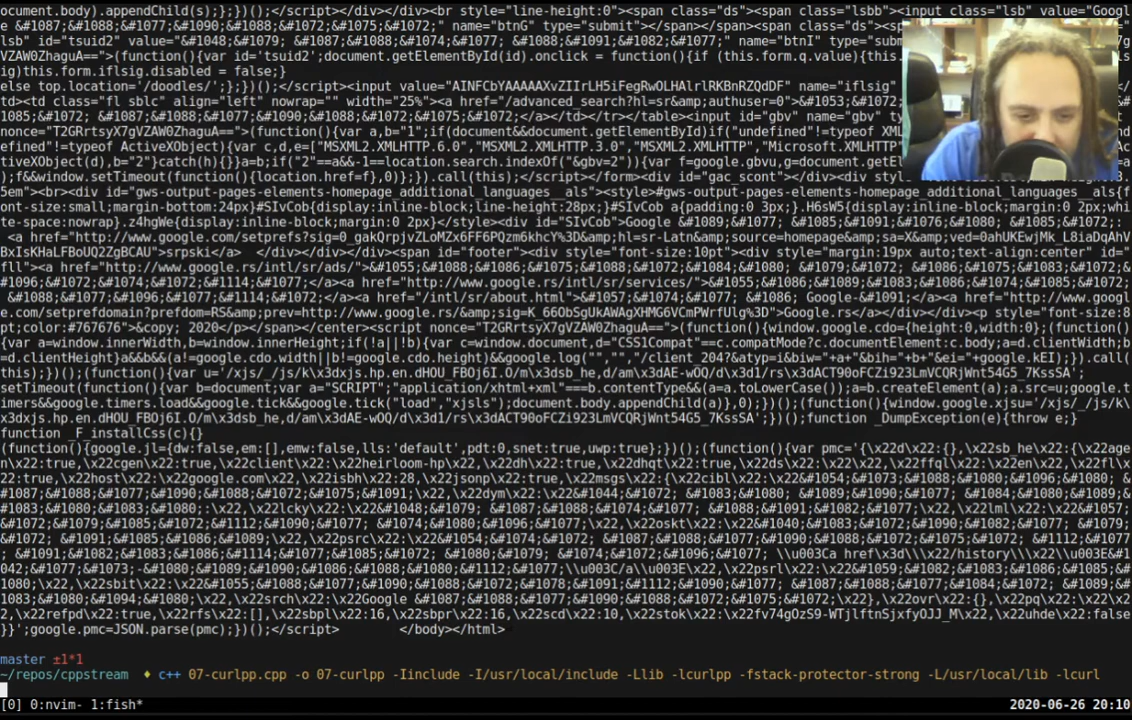 ocument.body).appendChild(s);};})();</script></div></div><br style="line-height:0"><span class="ds"><span class="lsbb"><input class="lsb" value="Googl
e &#1087;&#1088;&#1077;&#1090;&#1088;&#1072;&#1075;&#1072;" name="btnG" type="submit"></span></span><span class="ds"><sp
lsb" id="tsuid2" value="&#1048;&#1079; &#1087;&#1088;&#1074;&#1077; &#1088;&#1091;&#1082;&#1077;" name="btnI" type="subm
VZAW0ZhaguA==">(function(){var id='tsuid2';document.getElementById(id).onclick = function(){if (this.form.q.value){this.
ig)this.form.iflsig.disabled = false;}
else top.location='/doodles/';};})();</script><input value="AINFCbYAAAAAXvZIIrLH5iFegRwOLHAlrlRKBnRZQdDF" name="iflsig"
td><td class="fl sblc" align="left" nowrap="" width="25%"><a href="/advanced_search?hl=sr&amp;authuser=0">&#1053;&#1072;
1085;&#1072; &#1087;&#1088;&#1077;&#1090;&#1088;&#1072;&#1075;&#1072;</a></td></tr></table><input id="gbv" name="gbv"
nonce="T2GRrtsyX7gVZAW0ZhaguA==">(function(){var a,b="1";if(document&&document.getElementById)if("undefined"!=typeof XML
efined"!=typeof ActiveXObject){var c,d,e=["MSXML2.XMLHTTP.6.0","MSXML2.XMLHTTP.3.0","MSXML2.XMLHTTP","Microsoft.XMLHTTP"
tiveXObject(d),b="2"}catch(h){}}a=b;if("2"==a&&-1==location.search.indexOf("&gbv=2")){var f=google.gbvu,g=document.getEl
;f&&window.setTimeout(function(){location.href=f},0)};}).call(this);</script></form><div id="gac_scont"></div><div style
5em"><br><div id="gws-output-pages-elements-homepage_additional_languages__als"><style>#gws-output-pages-elements-homepage_additional_languages__als{f
ont-size:small;margin-bottom:24px}#SIvCob{display:inline-block;line-height:28px;}#SIvCob a{padding:0 3px;}.H6sW5{display:inline-block;margin:0 2px;whi
te-space:nowrap}.z4hgWe{display:inline-block;margin:0 2px}</style><div id="SIvCob">Google &#1089;&#1077; &#1085;&#1091;&#1076;&#1080; &#1085;&#1072;:
<a href="http://www.google.com/setprefs?sig=0_gakQrpjvZLoMZx6FF6PQzm6khcY%3D&amp;hl=sr-Latn&amp;source=homepage&amp;sa=X&amp;ved=0ahUKEwjMk_L8iaDqAhV
BxIsKHaLFBoUQ2ZgBCAU">srpski</a> </div></div></div><span id="footer"><div style="font-size:10pt"><div style="margin:19px auto;text-align:center" id="
fll"><a href="http://www.google.rs/intl/sr/ads/">&#1055;&#1088;&#1086;&#1075;&#1088;&#1072;&#1084;&#1080; &#1079;&#1072; &#1086;&#1075;&#1083;&#1072;&
#1096;&#1072;&#1074;&#1072;&#1114;&#1077;</a><a href="http://www.google.rs/intl/sr/services/">&#1055;&#1086;&#1089;&#1083;&#1086;&#1074;&#1085;&#1072;
&#1088;&#1077;&#1096;&#1077;&#1114;&#1072;</a><a href="/intl/sr/about.html">&#1057;&#1074;&#1077; &#1086; Google-&#1091;</a><a href="http://www.googl
e.com/setprefdomain?prefdom=RS&amp;prev=http://www.google.rs/&amp;sig=K_66ObSgUkAWAgXHMG6VCmPWrfUlg%3D">Google.rs</a></div></div><p style="font-size:8
pt;color:#767676">&copy; 2020</p></span></center><script nonce="T2GRrtsyX7gVZAW0ZhaguA==">(function(){window.google.cdo={height:0,width:0};(function()
{var a=window.innerWidth,b=window.innerHeight;if(!a||!b){var c=window.document,d="CSS1Compat"==c.compatMode?c.documentElement:c.body;a=d.clientWidth;b
=d.clientHeight}a&&b&&(a!=google.cdo.width||b!=google.cdo.height)&&google.log("","","/client_204?&atyp=i&biw="+a+"&bih="+b+"&ei="+google.kEI);}).call(
this);})();(function(){var u='/xjs/_/js/k\x3dxjs.hp.en.dHOU_FBOj6I.O/m\x3dsb_he,d/am\x3dAE-wOQ/d\x3d1/rs\x3dACT90oFCZi923LmVCQRjWnt54G5_7KssSA';
setTimeout(function(){var b=document;var a="SCRIPT";"application/xhtml+xml"===b.contentType&&(a=a.toLowerCase());a=b.createElement(a);a.src=u;google.t
imers&&google.timers.load&&google.tick&&google.tick("load","xjsls");document.body.appendChild(a)},0);})();(function(){window.google.xjsu='/xjs/_/js/k\
x3dxjs.hp.en.dHOU_FBOj6I.O/m\x3dsb_he,d/am\x3dAE-wOQ/d\x3d1/rs\x3dACT90oFCZi923LmVCQRjWnt54G5_7KssSA';})();function _DumpException(e){throw e;}
function _F_installCss(c){}
(function(){google.jl={dw:false,em:[],emw:false,lls:'default',pdt:0,snet:true,uwp:true};})();(function(){var pmc='{\x22d\x22:{},\x22sb_he\x22:{\x22age
n\x22:true,\x22cgen\x22:true,\x22client\x22:\x22heirloom-hp\x22,\x22dh\x22:true,\x22dhqt\x22:true,\x22ds\x22:\x22\x22,\x22ffql\x22:\x22en\x22,\x22fl\x
22:true,\x22host\x22:\x22google.com\x22,\x22isbh\x22:28,\x22jsonp\x22:true,\x22msgs\x22:{\x22cibl\x22:\x22&#1054;&#1073;&#1088;&#1080;&#1096;&#1080; &
#1087;&#1088;&#1077;&#1090;&#1088;&#1072;&#1075;&#1091;\x22,\x22dym\x22:\x22&#1044;&#1072; &#1083;&#1080; &#1089;&#1090;&#1077; &#1084;&#1080;&#1089;&
#1083;&#1080;&#1083;&#1080;:\x22,\x22lcky\x22:\x22&#1048;&#1079; &#1087;&#1088;&#1074;&#1077; &#1088;&#1091;&#1082;&#1077;\x22,\x22lml\x22:\x22&#1057;
&#1072;&#1079;&#1085;&#1072;&#1112;&#1090;&#1077; &#1074;&#1080;&#1096;&#1077;\x22,\x22oskt\x22:\x22&#1040;&#1083;&#1072;&#1090;&#1082;&#1077; &#1079;
&#1072; &#1091;&#1085;&#1086;&#1089;\x22,\x22psrc\x22:\x22&#1054;&#1074;&#1072; &#1087;&#1088;&#1077;&#1090;&#1088;&#1072;&#1075;&#1072; &#1112;&#1077;
&#1091;&#1082;&#1083;&#1086;&#1114;&#1077;&#1085;&#1072; &#1080;&#1079; &#1074;&#1072;&#1096;&#1077; \\u003Ca href\x3d\\\x22/history\\\x22\\u003E&#1
042;&#1077;&#1073;-&#1080;&#1089;&#1090;&#1086;&#1088;&#1080;&#1112;&#1077;\\u003C/a\\u003E\x22,\x22psrl\x22:\x22&#1059;&#1082;&#1083;&#1086;&#1085;&#
1080;\x22,\x22sbit\x22:\x22&#1055;&#1088;&#1077;&#1090;&#1088;&#1072;&#1078;&#1091;&#1112;&#1090;&#1077; &#1087;&#1088;&#1077;&#1084;&#1072; &#1089;&#
1083;&#1080;&#1094;&#1080;\x22,\x22srch\x22:\x22Google &#1087;&#1088;&#1077;&#1090;&#1088;&#1072;&#1075;&#1072;\x22},\x22ovr\x22:{},\x22pq\x22:\x22\x2
2,\x22refpd\x22:true,\x22rfs\x22:[],\x22sbpl\x22:16,\x22sbpr\x22:16,\x22scd\x22:10,\x22stok\x22:\x22fv74gOzS9-WTjlftnSjxfyOJJ_M\x22,\x22uhde\x22:false
}}';google.pmc=JSON.parse(pmc);})();</script> </body></html>
master ±1*1
~/repos/cppstream ♦ c++ 07-curlpp.cpp -o 07-curlpp -Iinclude -I/usr/local/include -Llib -lcurlpp -fstack-protector-strong -L/usr/local/lib -lcurl
[0] 0:nvim- 1:fish* 2020-06-26 20:10